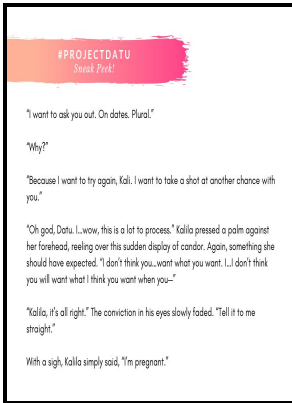 #PROJECTDATU
Sneak Peek!
“I want to ask you out. On dates. Plural.”
“Why?”
“Because I want to try again, Kali. I want to take a shot at another chance with
you.”
“Oh god, Datu. I...wow, this is a lot to process.” Kalila pressed a palm against
her forehead, reeling over this sudden display of candor. Again, something she
should have expected. “I don’t think you...want what you want. I...I don’t think
you will want what I think you want when you—”
“Kalila, it’s all right.” The conviction in his eyes slowly faded. “Tell it to me
straight.”
With a sigh, Kalila simply said, “I’m pregnant.”